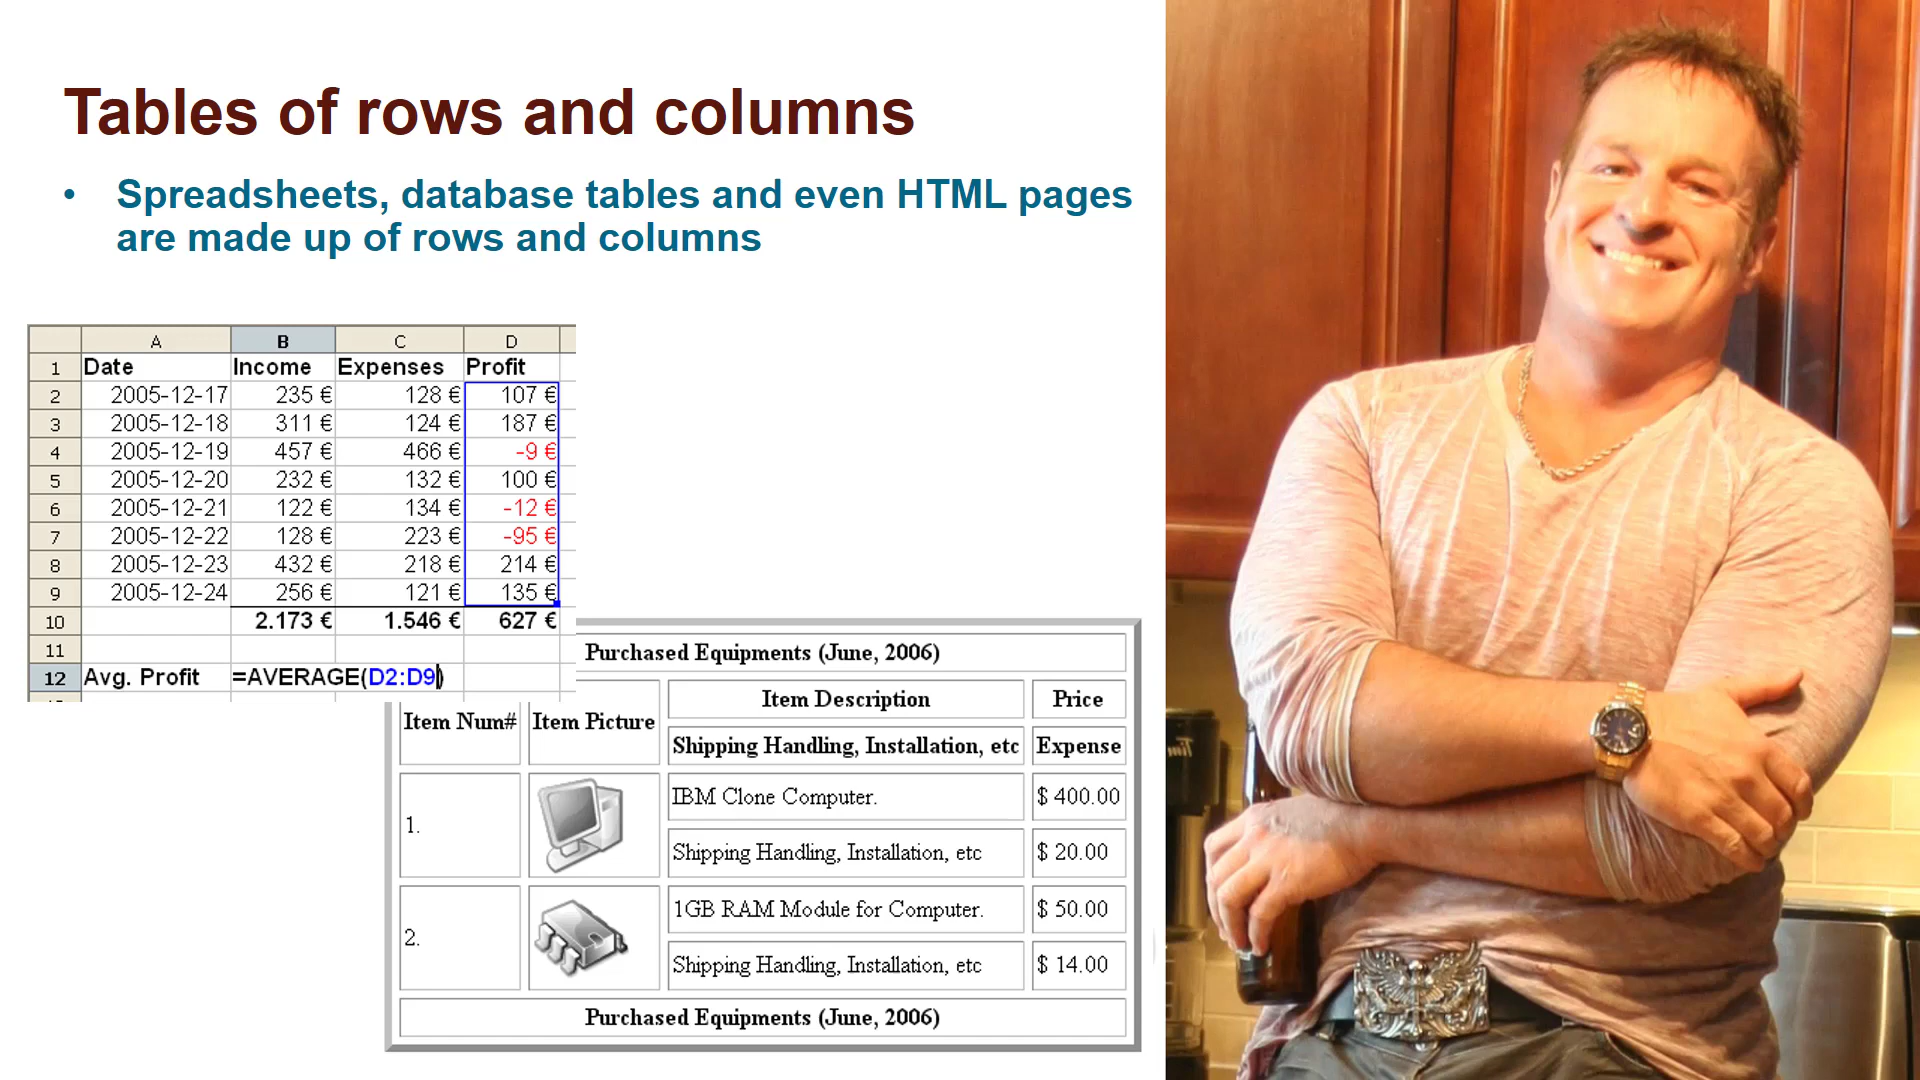 Tables of rows and columns
• Spreadsheets, database tables and even HTML pages
are made up of rows and columns
A B C D
1 Date Income Expenses Profit
2 2005-12-17 235 € 128 € 107 €
3 2005-12-18 311 € 124 € 187 €
4 2005-12-19 457 € 466 € -9 €
5 2005-12-20 232 € 132 € 100 €
6 2005-12-21 122 € 134 € -12 €
7 2005-12-22 128 € 223 € -95 €
8 2005-12-23 432 € 218 € 214 €
9 2005-12-24 256 € 121 € 135 €
10 2.173 € 1.546 € 627 €
11
12 Avg. Profit =AVERAGE(D2:D9)
Purchased Equipments (June, 2006)
Item Num# Item Picture Item Description Price
Shipping Handling, Installation, etc Expense
1. IBM Clone Computer. $ 400.00
Shipping Handling, Installation, etc $ 20.00
2. 1GB RAM Module for Computer. $ 50.00
Shipping Handling, Installation, etc $ 14.00
Purchased Equipments (June, 2006)